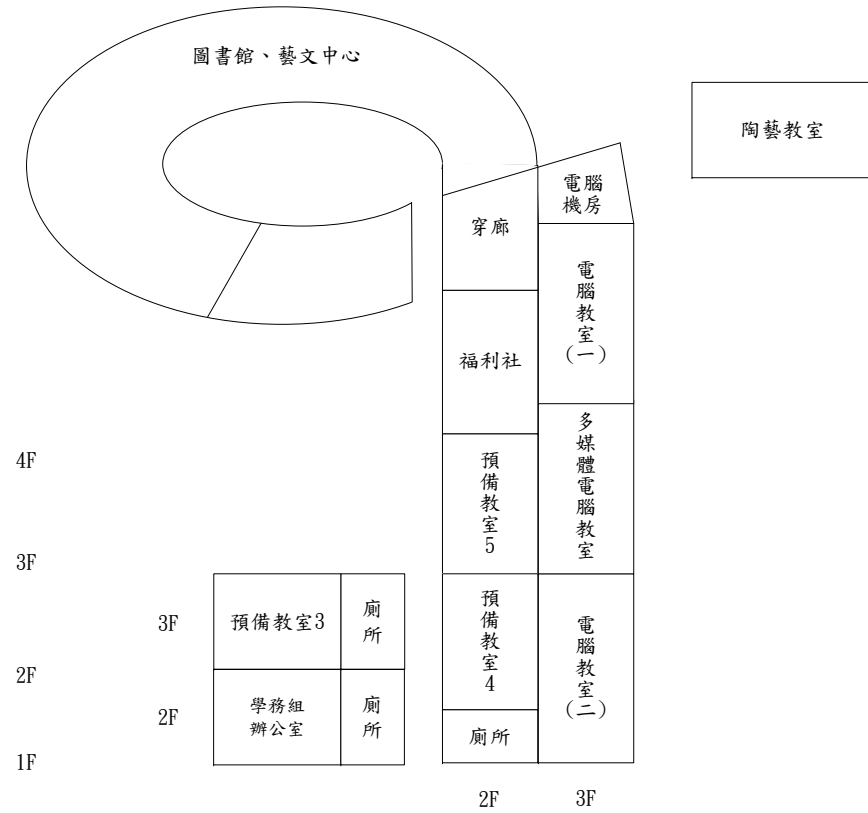 圖書館、藝文中心
陶藝教室
電腦
機房
穿廊
電腦教室(一)
福利社
多媒體電腦教室
4F
預備教室5
3F
3F
預備教室3
廁所
預備教室4
電腦教室(二)
2F
2F
學務組
辦公室
廁所
廁所
1F
2F
3F